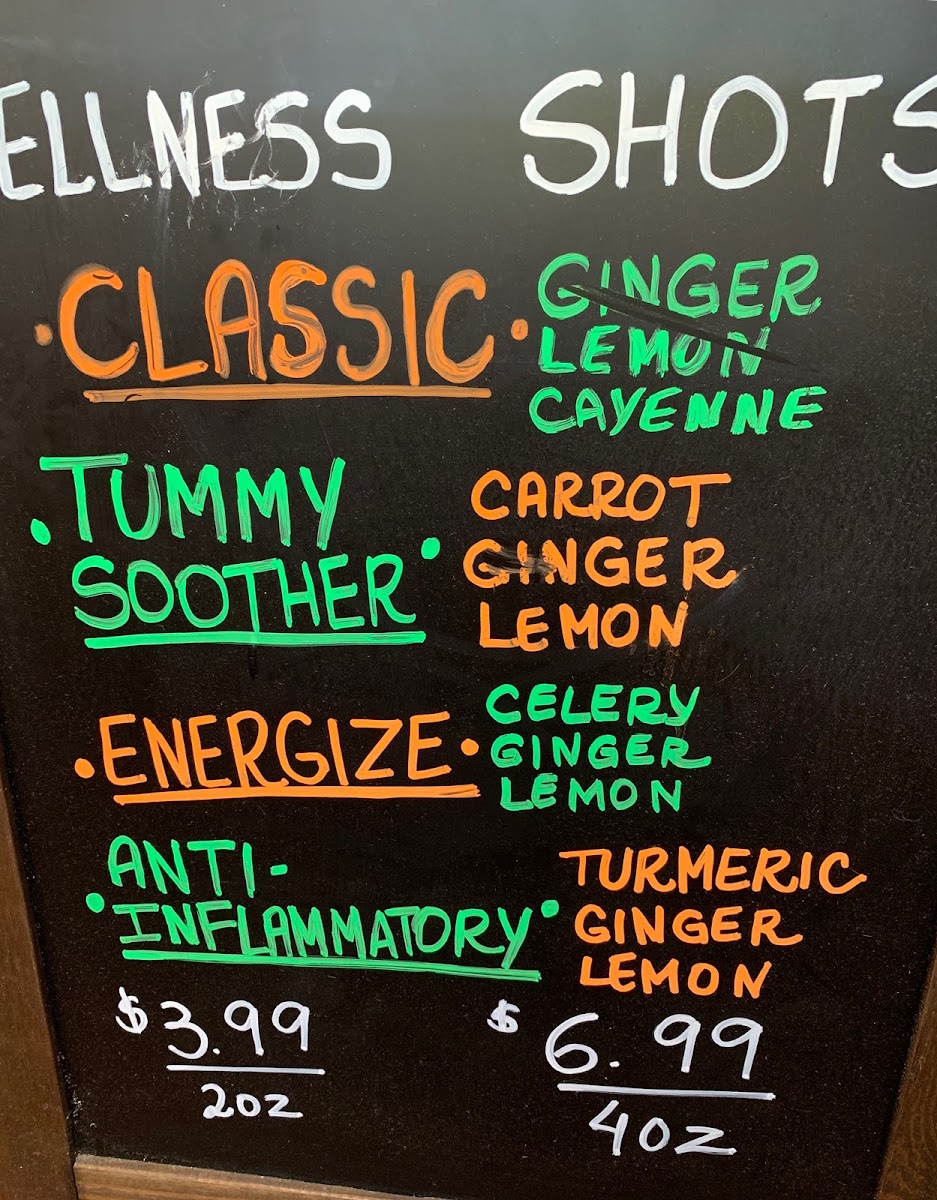 ELLNESS SHOTS
• CLASSIC •
GINGER
LEMON
CAYENNE
• TUMMY
SOOTHER •
CARROT
GINGER
LEMON
• ENERGIZE •
CELERY
GINGER
LEMON
ANTI-
• INFLAMMATORY •
TURMERIC
GINGER
LEMON
$3.99
2oz
$6.99
4oz